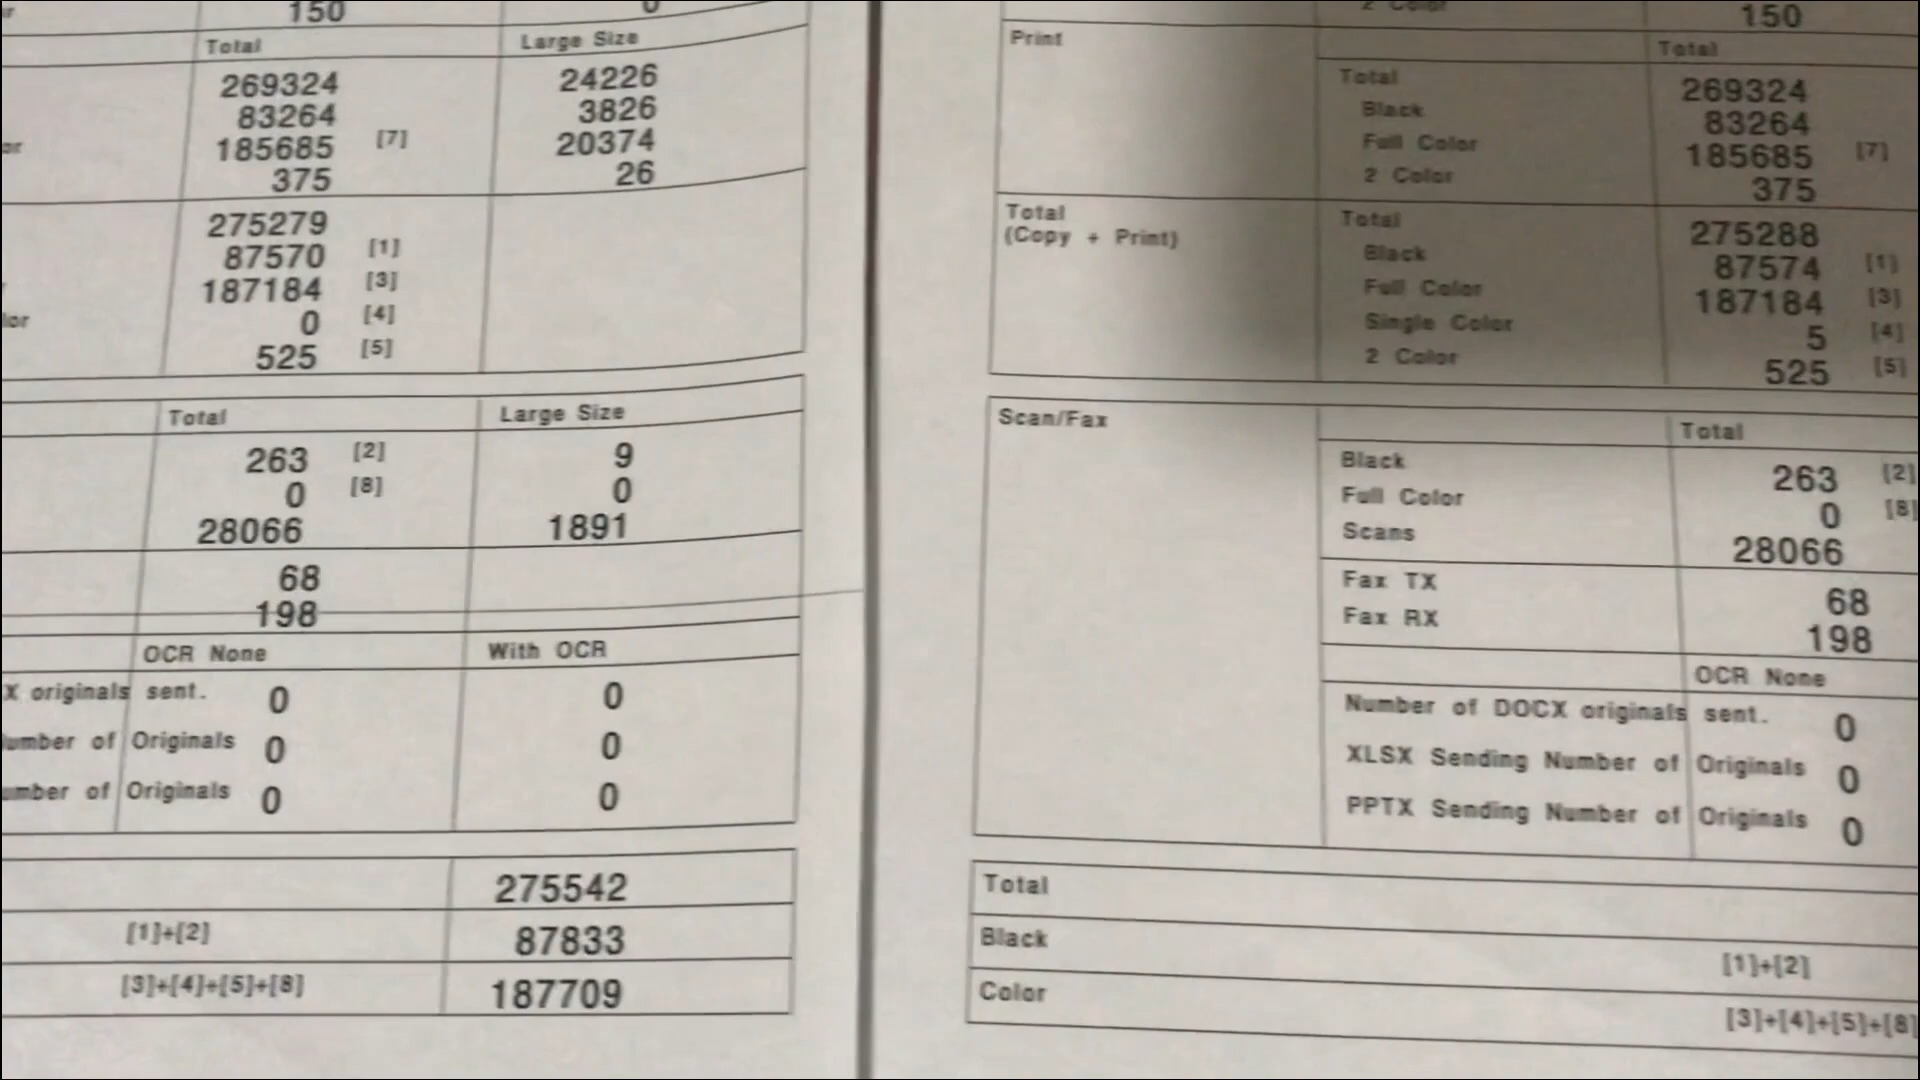 150
Total Large Size
269324 24226
83264 3826
185685 [7] 20374
375 26
275279
87570 [1]
187184 [3]
0 [4]
525 [5]
Total Large Size
263 [2] 9
0 [8] 0
28066 1891
68
198
OCR None With OCR
X originals sent. 0 0
umber of Originals 0 0
umber of Originals 0 0
275542
[1]+[2] 87833
[3]+[4]+[5]+[8] 187709
2 Color 150
Print Total
Total 269324
Black 83264
Full Color 185685 [7]
2 Color 375
Total
(Copy + Print)
Total 275288
Black 87574 [1]
Full Color 187184 [3]
Single Color 5 [4]
2 Color 525 [5]
Scan/Fax Total
Black 263 [2]
Full Color 0 [8]
Scans 28066
Fax TX 68
Fax RX 198
OCR None
Number of DOCX originals sent. 0
XLSX Sending Number of Originals 0
PPTX Sending Number of Originals 0
Total
Black [1]+[2]
Color [3]+[4]+[5]+[8]